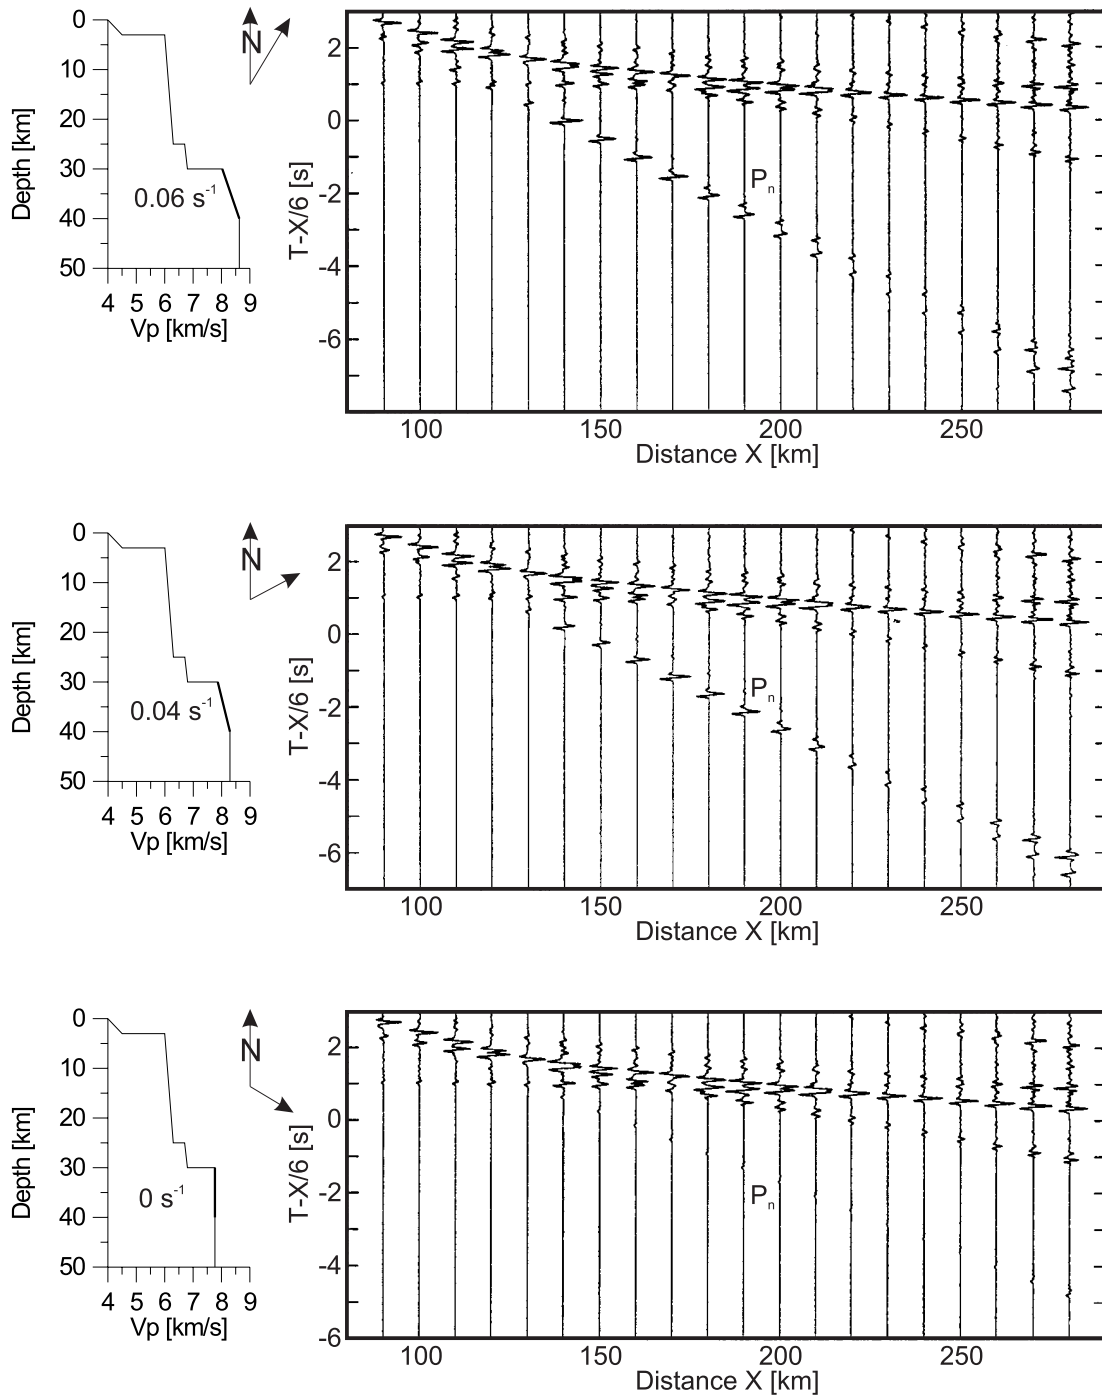 0
10
20
30
40
50
Depth [km]
0.06 s-1
4 5 6 7 8 9
Vp [km/s]
N
2
0
-2
-4
-6
T-X/6 [s]
Pn
100 150 200 250
Distance X [km]
0
10
20
30
40
50
Depth [km]
0.04 s-1
4 5 6 7 8 9
Vp [km/s]
N
2
0
-2
-4
-6
T-X/6 [s]
Pn
100 150 200 250
Distance X [km]
0
10
20
30
40
50
Depth [km]
0 s-1
4 5 6 7 8 9
Vp [km/s]
N
2
0
-2
-4
-6
T-X/6 [s]
Pn
100 150 200 250
Distance X [km]